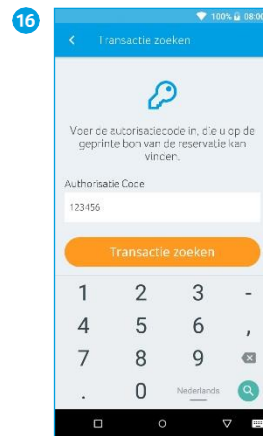 16
100% 08:00
Transactie zoeken
Voer de autorisatiecode in, die u op de
geprinte bon van de reservatie kan
vinden.
Authorisatie Code
123456
Transactie zoeken
1 2 3 -
4 5 6 ,
7 8 9
. 0 Nederlands